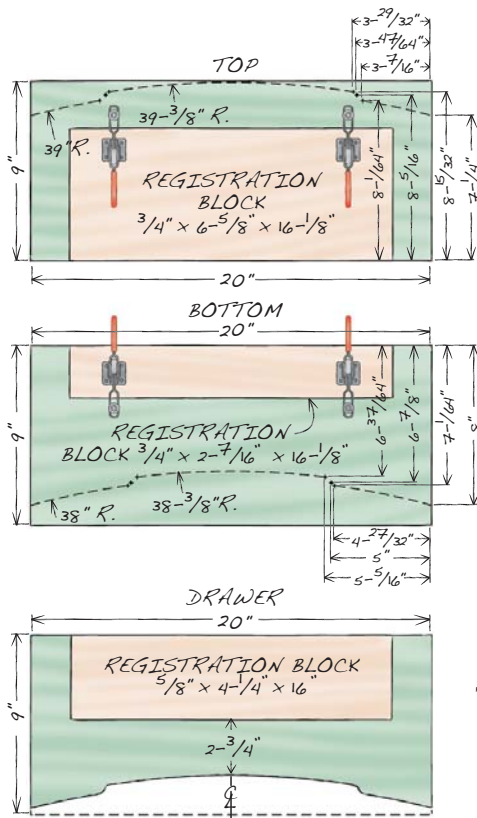 3-29/32"
3-47/64"
3-7/16"
TOP
39-3/8" R.
39" R.
9"
REGISTRATION
BLOCK
3/4" × 6-5/8" × 16-1/8"
8-1/64"
8-5/16"
8-15/32"
7-1/4"
20"
BOTTOM
20"
9"
REGISTRATION
BLOCK 3/4" × 2-7/16" × 16-1/8"
6-37/64"
6-7/8"
7-1/64"
38" R.
38-3/8" R.
4-27/32"
5"
5-5/16"
DRAWER
20"
REGISTRATION BLOCK
5/8" × 4-1/4" × 16"
9"
2-3/4"